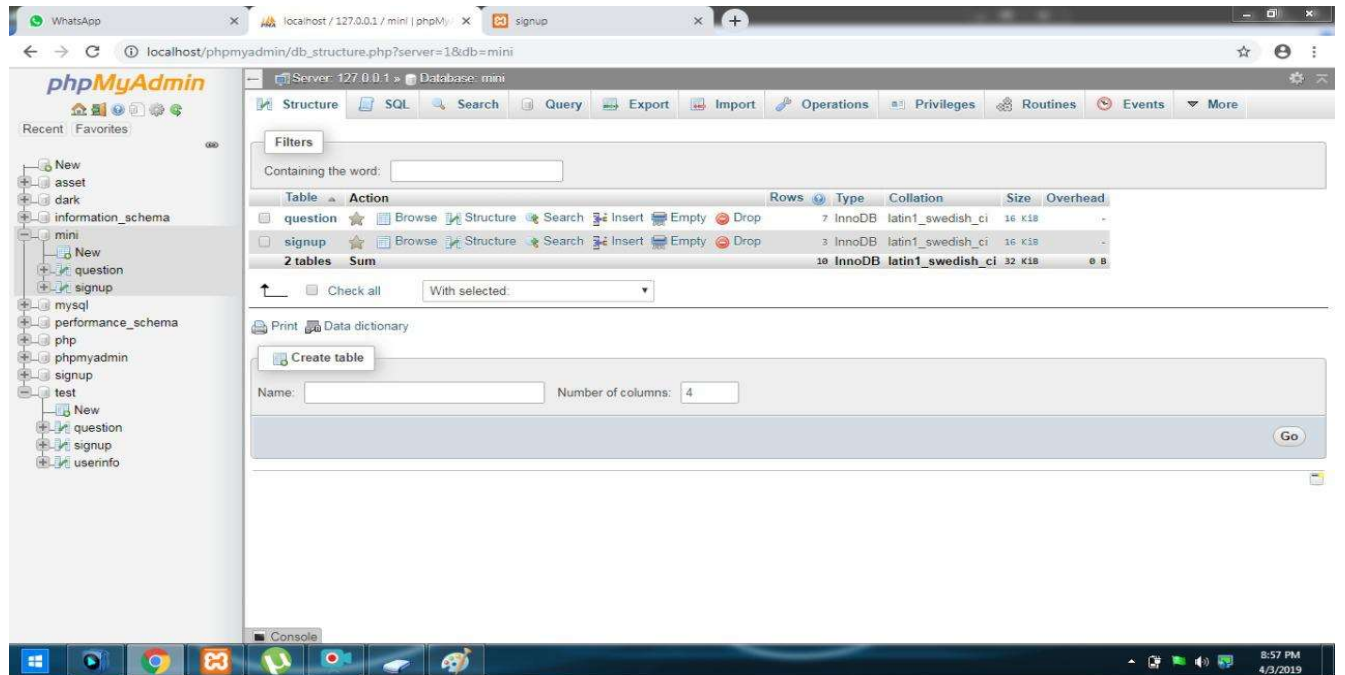 WhatsApp
localhost / 127.0.0.1 / mini | phpMy
signup
localhost/phpmyadmin/db_structure.php?server=1&db=mini
phpMyAdmin
Recent Favorites
New
asset
dark
information_schema
mini
New
question
signup
mysql
performance_schema
php
phpmyadmin
signup
test
New
question
signup
userinfo
Server: 127.0.0.1 » Database: mini
Structure SQL Search Query Export Import Operations Privileges Routines Events More
Filters
Containing the word:
Table Action Rows Type Collation Size Overhead
question Browse Structure Search Insert Empty Drop 7 InnoDB latin1_swedish_ci 16 KiB -
signup Browse Structure Search Insert Empty Drop 3 InnoDB latin1_swedish_ci 16 KiB -
2 tables Sum 10 InnoDB latin1_swedish_ci 32 KiB 0 B
Check all With selected:
Print Data dictionary
Create table
Name: Number of columns: 4
Go
Console
8:57 PM
4/3/2019